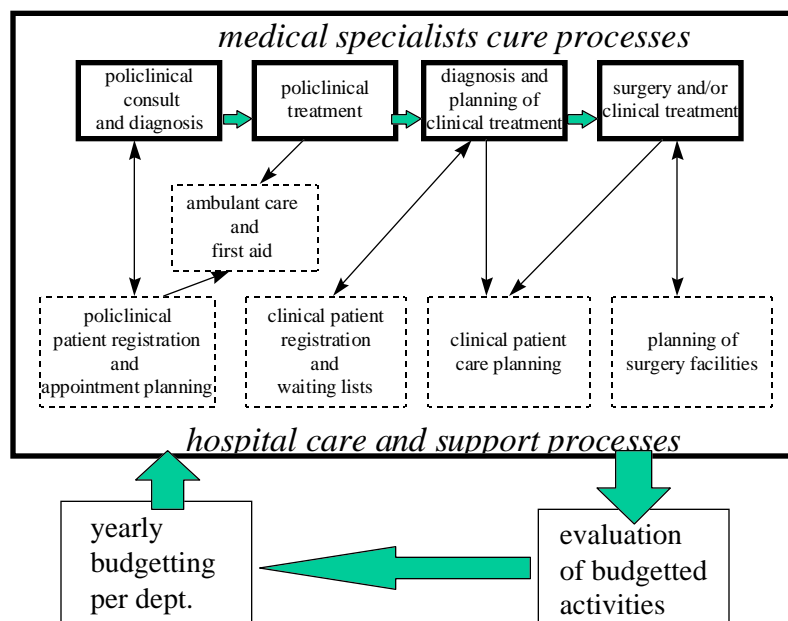 medical specialists cure processes
policlinical
consult
and diagnosis
policlinical
treatment
diagnosis and
planning of
clinical treatment
surgery and/or
clinical treatment
ambulant care
and
first aid
policlinical
patient registration
and
appointment planning
clinical patient
registration
and
waiting lists
clinical patient
care planning
planning of
surgery facilities
hospital care and support processes
yearly
budgetting
per dept.
evaluation
of budgetted
activities